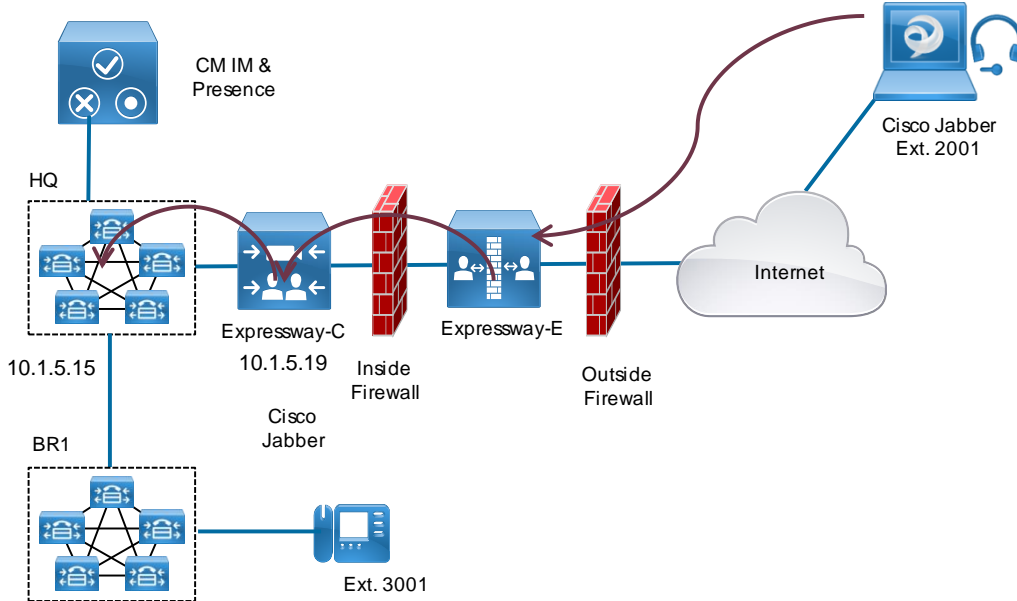 CM IM &
Presence
Cisco Jabber
Ext. 2001
HQ
Internet
Expressway-C
10.1.5.19
Expressway-E
10.1.5.15
Inside
Firewall
Outside
Firewall
Cisco
Jabber
BR1
Ext. 3001